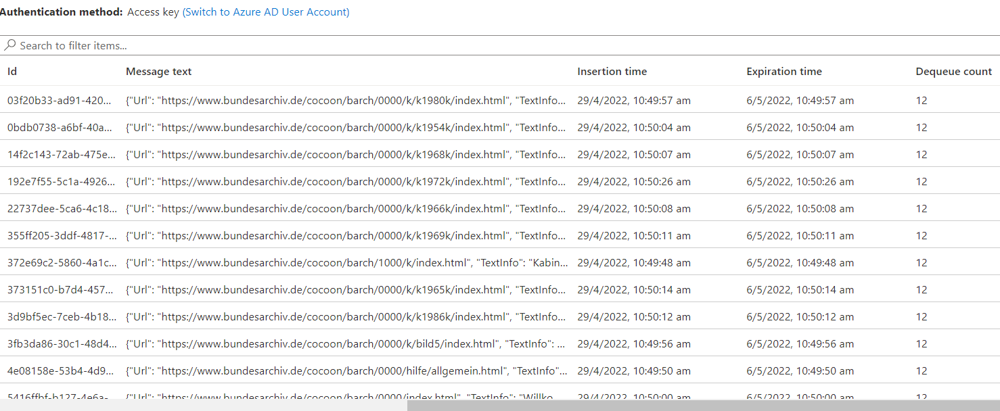 Authentication method: Access key (Switch to Azure AD User Account)
Search to filter items...
Id Message text Insertion time Expiration time Dequeue count
03f20b33-ad91-420... {"Url": "https://www.bundesarchiv.de/cocoon/barch/0000/k/k1980k/index.html", "TextInfo... 29/4/2022, 10:49:57 am 6/5/2022, 10:49:57 am 12
0bdb0738-a6bf-40a... {"Url": "https://www.bundesarchiv.de/cocoon/barch/0000/k/k1954k/index.html", "TextInfo... 29/4/2022, 10:50:04 am 6/5/2022, 10:50:04 am 12
14f2c143-72ab-475e... {"Url": "https://www.bundesarchiv.de/cocoon/barch/0000/k/k1968k/index.html", "TextInfo... 29/4/2022, 10:50:07 am 6/5/2022, 10:50:07 am 12
192e7f55-5c1a-4926... {"Url": "https://www.bundesarchiv.de/cocoon/barch/0000/k/k1972k/index.html", "TextInfo... 29/4/2022, 10:50:26 am 6/5/2022, 10:50:26 am 12
22737dee-5ca6-4c18... {"Url": "https://www.bundesarchiv.de/cocoon/barch/0000/k/k1966k/index.html", "TextInfo... 29/4/2022, 10:50:08 am 6/5/2022, 10:50:08 am 12
355ff205-3ddf-4817-... {"Url": "https://www.bundesarchiv.de/cocoon/barch/0000/k/k1969k/index.html", "TextInfo... 29/4/2022, 10:50:11 am 6/5/2022, 10:50:11 am 12
372e69c2-5860-4a1c... {"Url": "https://www.bundesarchiv.de/cocoon/barch/1000/k/index.html", "TextInfo": "Kabin... 29/4/2022, 10:49:48 am 6/5/2022, 10:49:48 am 12
373151c0-b7d4-457... {"Url": "https://www.bundesarchiv.de/cocoon/barch/0000/k/k1965k/index.html", "TextInfo... 29/4/2022, 10:50:14 am 6/5/2022, 10:50:14 am 12
3d9bf5ec-7ceb-4b18... {"Url": "https://www.bundesarchiv.de/cocoon/barch/0000/k/k1986k/index.html", "TextInfo... 29/4/2022, 10:50:12 am 6/5/2022, 10:50:12 am 12
3fb3da86-30c1-48d4... {"Url": "https://www.bundesarchiv.de/cocoon/barch/0000/k/bild5/index.html", "TextInfo": ... 29/4/2022, 10:49:56 am 6/5/2022, 10:49:56 am 12
4e08158e-53b4-4d9... {"Url": "https://www.bundesarchiv.de/cocoon/barch/0000/hilfe/allgemein.html", "TextInfo"... 29/4/2022, 10:49:50 am 6/5/2022, 10:49:50 am 12
5416ffbf-b127-4e6a-... {"Url": "https://www.bundesarchiv.de/cocoon/barch/0000/index.html", "TextInfo": "Willko... 29/4/2022, 10:50:00 am 6/5/2022, 10:50:00 am 12